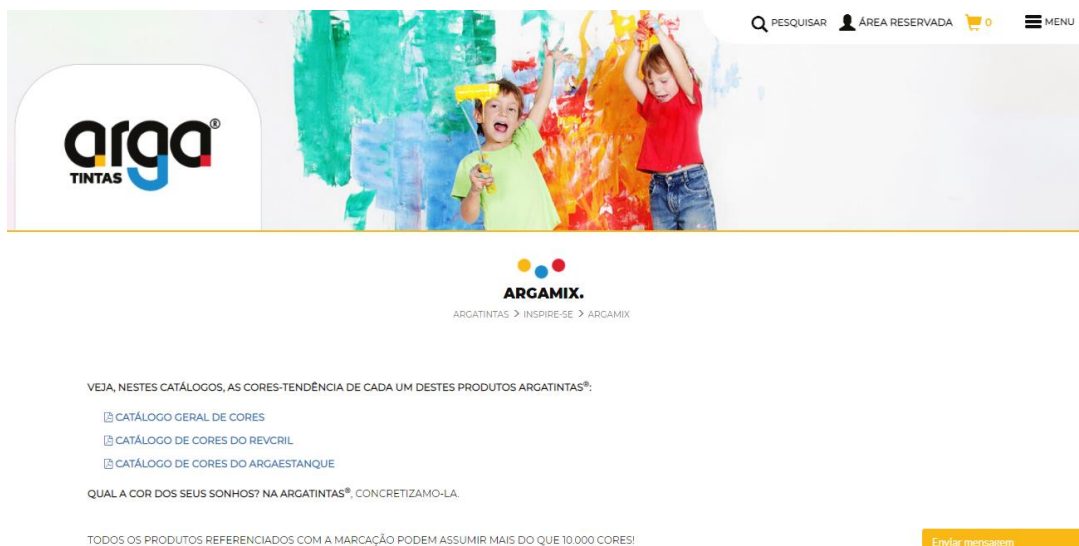 PESQUISAR ÁREA RESERVADA 0 MENU
arga®
TINTAS
ARGAMIX.
ARGATINTAS > INSPIRE-SE > ARGAMIX
VEJA, NESTES CATÁLOGOS, AS CORES-TENDÊNCIA DE CADA UM DESTES PRODUTOS ARGATINTAS®:
CATÁLOGO GERAL DE CORES
CATÁLOGO DE CORES DO REVCRIL
CATÁLOGO DE CORES DO ARGAESTANQUE
QUAL A COR DOS SEUS SONHOS? NA ARGATINTAS®, CONCRETIZAMO-LA.
TODOS OS PRODUTOS REFERENCIADOS COM A MARCAÇÃO PODEM ASSUMIR MAIS DO QUE 10.000 CORES!
Enviar mensagem